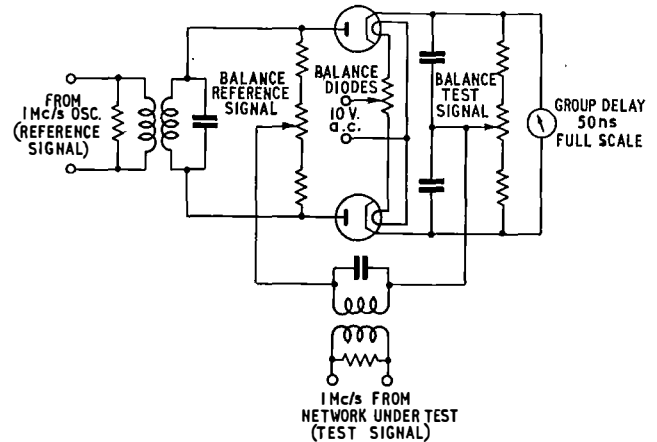 FROM
1Mc/s OSC.
(REFERENCE
SIGNAL)
BALANCE
REFERENCE
SIGNAL
BALANCE
DIODES
10 V.
a.c.
BALANCE
TEST
SIGNAL
GROUP DELAY
50ns
FULL SCALE
1Mc/s FROM
NETWORK UNDER TEST
(TEST SIGNAL)